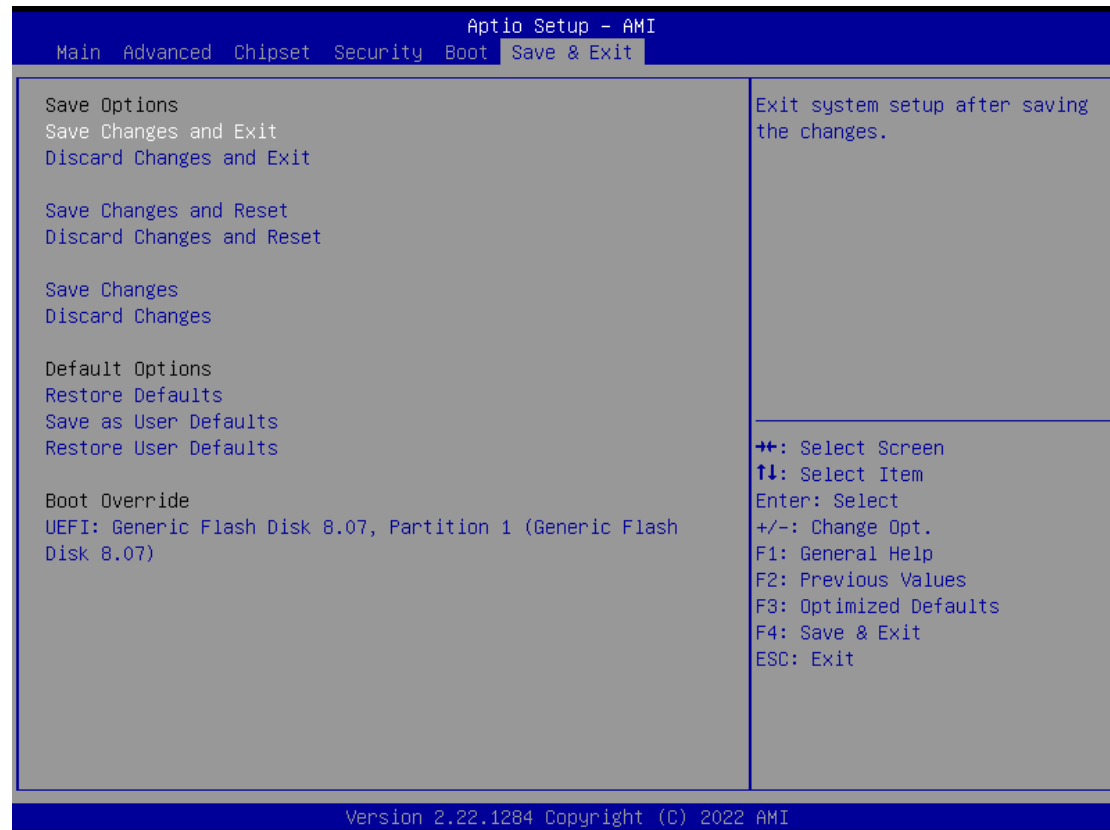 Aptio Setup – AMI
Main Advanced Chipset Security Boot Save & Exit
Save Options
Save Changes and Exit
Discard Changes and Exit
Save Changes and Reset
Discard Changes and Reset
Save Changes
Discard Changes
Default Options
Restore Defaults
Save as User Defaults
Restore User Defaults
Boot Override
UEFI: Generic Flash Disk 8.07, Partition 1 (Generic Flash
Disk 8.07)
Exit system setup after saving
the changes.
→←: Select Screen
↑↓: Select Item
Enter: Select
+/-: Change Opt.
F1: General Help
F2: Previous Values
F3: Optimized Defaults
F4: Save & Exit
ESC: Exit
Version 2.22.1284 Copyright (C) 2022 AMI